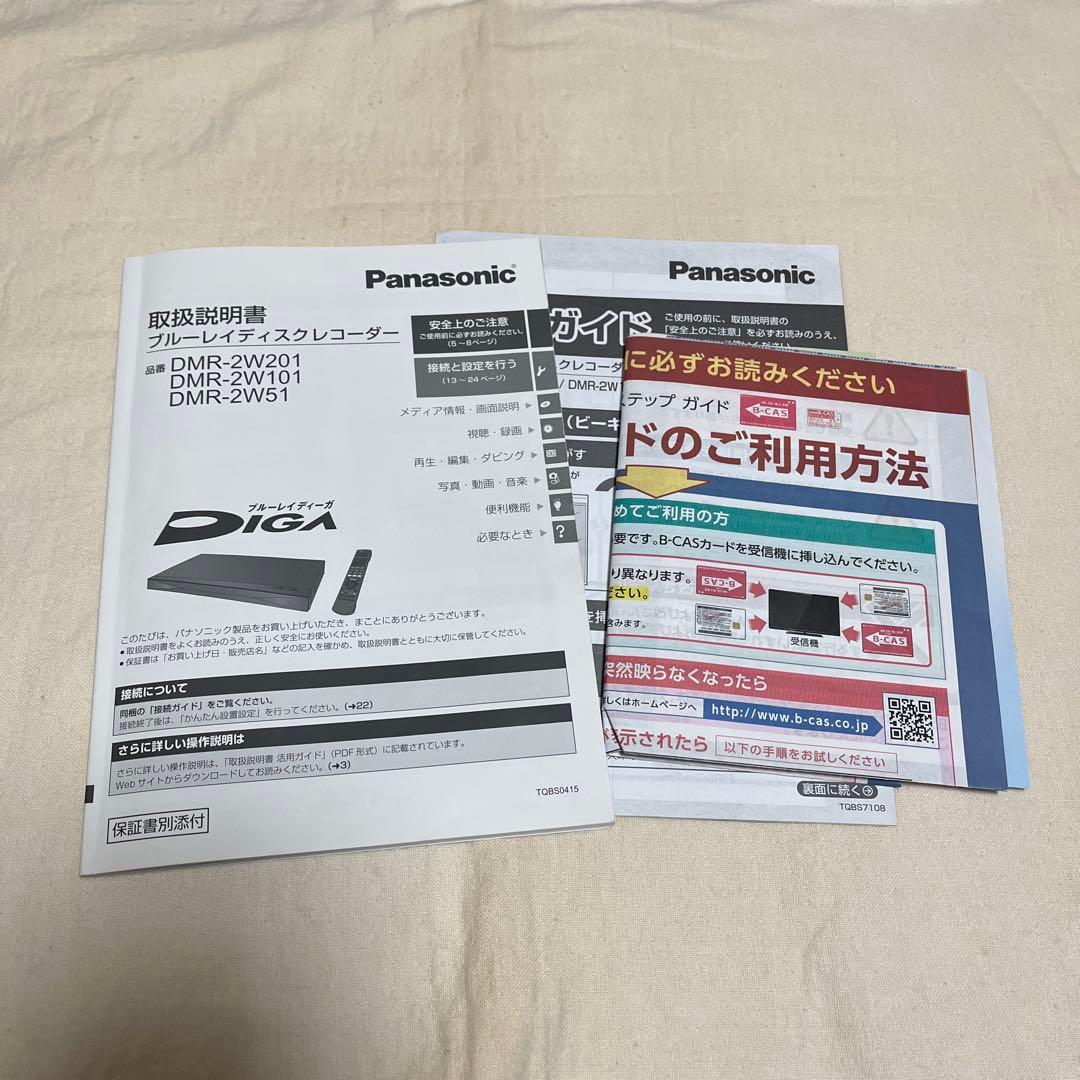 Panasonic®
取扱説明書
ブルーレイディスクレコーダー
品番 DMR-2W201
DMR-2W101
DMR-2W51
安全上のご注意
ご使用前に必ずお読みください。
(5～8ページ)
接続と設定を行う
(13～24ページ)
メディア情報・画面説明
視聴・録画
再生・編集・ダビング
写真・動画・音楽
便利機能
必要なとき
?
ブルーレイディーガ
DIGA
このたびは、パナソニック製品をお買い上げいただき、まことにありがとうございます。
●取扱説明書をよくお読みのうえ、正しく安全にお使いください。
●保証書は「お買い上げ日・販売店名」などの記入を確かめ、取扱説明書とともに大切に保管してください。
接続について
同梱の「接続ガイド」をご覧ください。
接続終了後は、「かんたん設置設定」を行ってください。(➔22)
さらに詳しい操作説明は
さらに詳しい操作説明は、「取扱説明書 活用ガイド」(PDF形式)に記載されています。
Webサイトからダウンロードしてお読みください。(➔3)
TQBS0415
保証書別添付
Panasonic
ガイド
ご使用の前に、取扱説明書の
「安全上のご注意」を必ずお読みのうえ、
クレコーダー
/ DMR-2W
(ビーキ
がす
が
を挿
裏面に続く
TQBS7108
に必ずお読みください
ステップ ガイド
B-CAS
ドのご利用方法
めてご利用の方
要です。B-CASカードを受信機に挿し込んでください。
り異なります。
ださい。
含みます。
B-CAS
受信機
B-CAS
突然映らなくなったら
しくはホームページへ
http://www.b-cas.co.jp
が表示されたら
以下の手順をお試しください